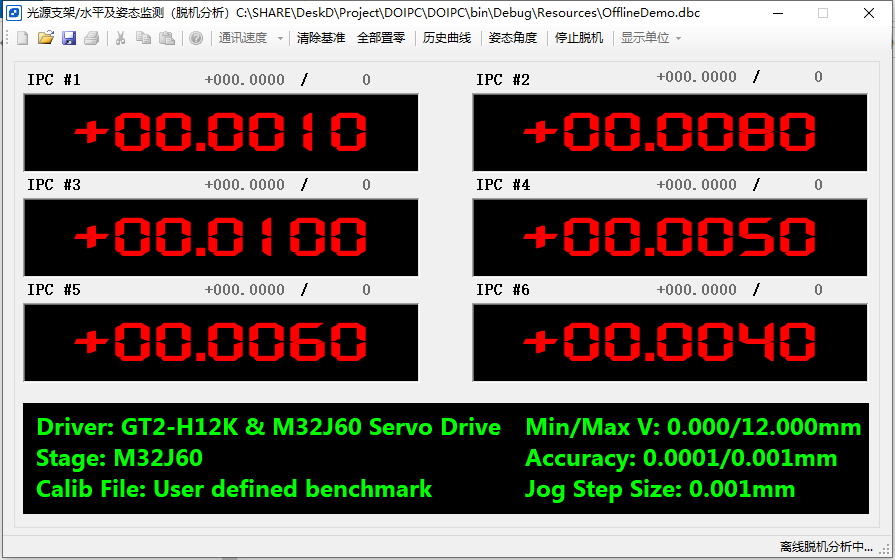 光源支架/水平及姿态监测（脱机分析）C:\SHARE\DeskD\Project\DOIPC\DOIPC\bin\Debug\Resources\OfflineDemo.dbc
通讯速度 清除基准 全部置零 历史曲线 姿态角度 停止脱机 显示单位
IPC #1 +000.0000 / 0 IPC #2 +000.0000 / 0
+00.0010 +00.0080
IPC #3 +000.0000 / 0 IPC #4 +000.0000 / 0
+00.0100 +00.0050
IPC #5 +000.0000 / 0 IPC #6 +000.0000 / 0
+00.0060 +00.0040
Driver: GT2-H12K & M32J60 Servo Drive Min/Max V: 0.000/12.000mm
Stage: M32J60 Accuracy: 0.0001/0.001mm
Calib File: User defined benchmark Jog Step Size: 0.001mm
离线脱机分析中...